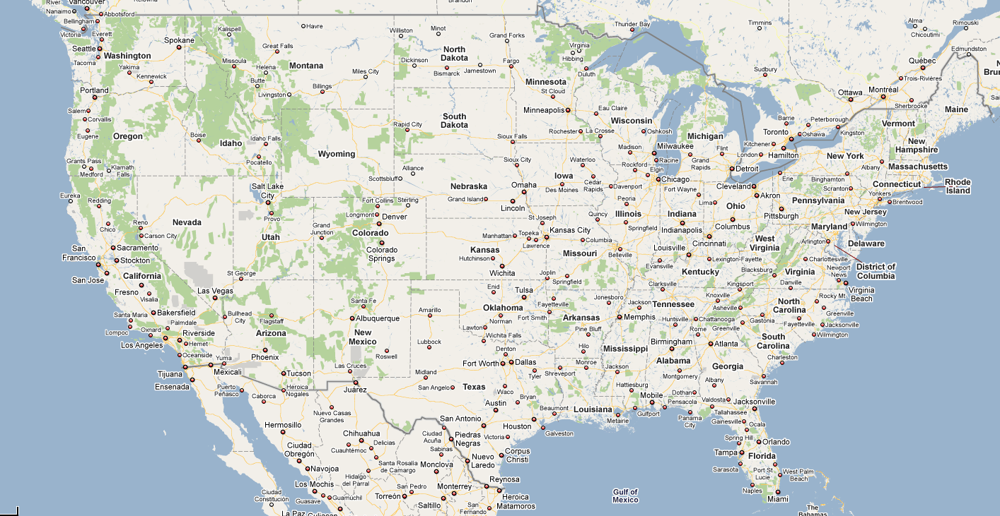 River
Vancouver
Nanaimo
Abbotsford
Kelowna
Brandon
Bellingham
Victoria
Everett
Seattle
Tacoma
Washington
Spokane
Yakima
Kennewick
Kalispell
Missoula
Great Falls
Havre
Helena
Butte
Montana
Livingston
Billings
Miles City
Williston
Minot
Dickinson
North
Dakota
Bismarck
Jamestown
Grand Forks
Fargo
Virginia
Hibbing
Duluth
Minnesota
St Cloud
Minneapolis
Thunder Bay
Timmins
Sudbury
Alma
Chicoutimi
Rimouski
Edmundston
Québec
Trois-Rivières
Montréal
Ottawa
Sherbrooke
Maine
Portland
Salem
Corvallis
Eugene
Oregon
Grants Pass
Medford
Klamath
Falls
Boise
Idaho
Idaho Falls
Pocatello
Wyoming
South
Dakota
Rapid City
Sioux Falls
Eau Claire
Wisconsin
Rochester
La Crosse
Oshkosh
Madison
Milwaukee
Racine
Michigan
Grand
Rapids
Flint
Detroit
London
Kitchener
Barrie
Toronto
Hamilton
Oshawa
Peterborough
Kingston
Vermont
New
Hampshire
New York
Albany
Massachusetts
Connecticut
Rhode
Island
Eureka
Redding
Chico
Reno
Carson City
Nevada
Salt Lake
City
Provo
Utah
Alliance
Scottsbluff
Nebraska
Grand Island
Sioux City
Omaha
Lincoln
Waterloo
Iowa
Des Moines
Cedar
Rapids
Davenport
Rockford
Elgin
Chicago
Peoria
Illinois
Fort Wayne
Lima
Indiana
Indianapolis
Cleveland
Akron
Ohio
Columbus
Erie
Pittsburgh
Pennsylvania
Binghamton
Scranton
Yonkers
Brentwood
New Jersey
Wilmington
Maryland
Delaware
Arlington
District of
Columbia
Sacramento
San
Francisco
Stockton
San Jose
California
Fresno
Visalia
Bakersfield
Santa Maria
Lompoc
Palmdale
Oxnard
Los Angeles
Riverside
Hemet
Oceanside
Las Vegas
St George
Bullhead
City
Fort Collins
Longmont
Sterling
Denver
Grand
Junction
Colorado
Colorado
Springs
Kansas
Manhattan
Topeka
Lawrence
St Joseph
Kansas City
Hutchinson
Wichita
Missouri
Columbia
Quincy
Springfield
Belleville
Joplin
Springfield
Evansville
Louisville
Cincinnati
Kentucky
Lexington-Fayette
West
Virginia
Charlottesville
Blacksburg
Virginia
Newport
News
Virginia
Beach
Danville
Flagstaff
Arizona
Phoenix
Yuma
Tucson
Santa Fe
Albuquerque
New
Mexico
Roswell
Las Cruces
Amarillo
Lubbock
Enid
Tulsa
Oklahoma
Norman
Lawton
Wichita Falls
Fayetteville
Fort Smith
Arkansas
Pine Bluff
Jonesboro
Jackson
Memphis
Tennessee
Clarksville
Knoxville
Kingsport
Asheville
Chattanooga
Huntsville
Rome
Greenville
Gastonia
North
Carolina
Rocky Mt
Greenville
Fayetteville
Jacksonville
Wilmington
South
Carolina
Charleston
Mississippi
Birmingham
Alabama
Montgomery
Atlanta
Georgia
Albany
Savannah
Tijuana
Mexicali
Ensenada
Puerto
Peñasco
Heroica
Nogales
Caborca
Juárez
Nuevo Casas
Grandes
Hermosillo
Chihuahua
Cuauhtémoc
Delicias
Ciudad
Obregón
Navojoa
Los Mochis
Guasave
Guamúchil
Culiacan
Hidalgo
del Parral
Santa Rosalia
de Camargo
Ciudad
Constitución
La Paz
Denton
Fort Worth
Dallas
Tyler
Midland
San Angelo
Texas
Waco
Bryan
Austin
San Antonio
Houston
Beaumont
Galveston
Victoria
Corpus
Christi
Hilo
Monroe
Shreveport
Louisiana
Metairie
Jackson
Hattiesburg
Mobile
Gulfport
Pensacola
Dothan
Panama
City
Valdosta
Tallahassee
Jacksonville
Gainesville
Ocala
Spring Hill
Orlando
Tampa
Florida
Sarasota
Port St
Lucie
West Palm
Beach
Naples
Miami
Ciudad
Acuña
Piedras
Negras
Sabinas
Nuevo
Laredo
Monclova
Reynosa
Heroica
Matamoros
San Pedro
Torreón
Monterrey
Saltillo
San
Fernando
Gulf of
Mexico
The
Bahamas